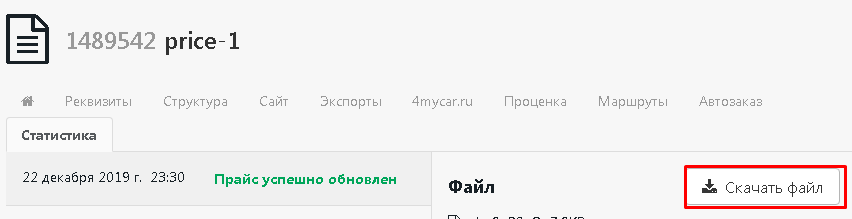 1489542 price-1
Реквизиты Структура Сайт Экспорты 4mycar.ru Проценка Маршруты Автозаказ
Статистика
22 декабря 2019 г. 23:30 Прайс успешно обновлен
Файл Скачать файл